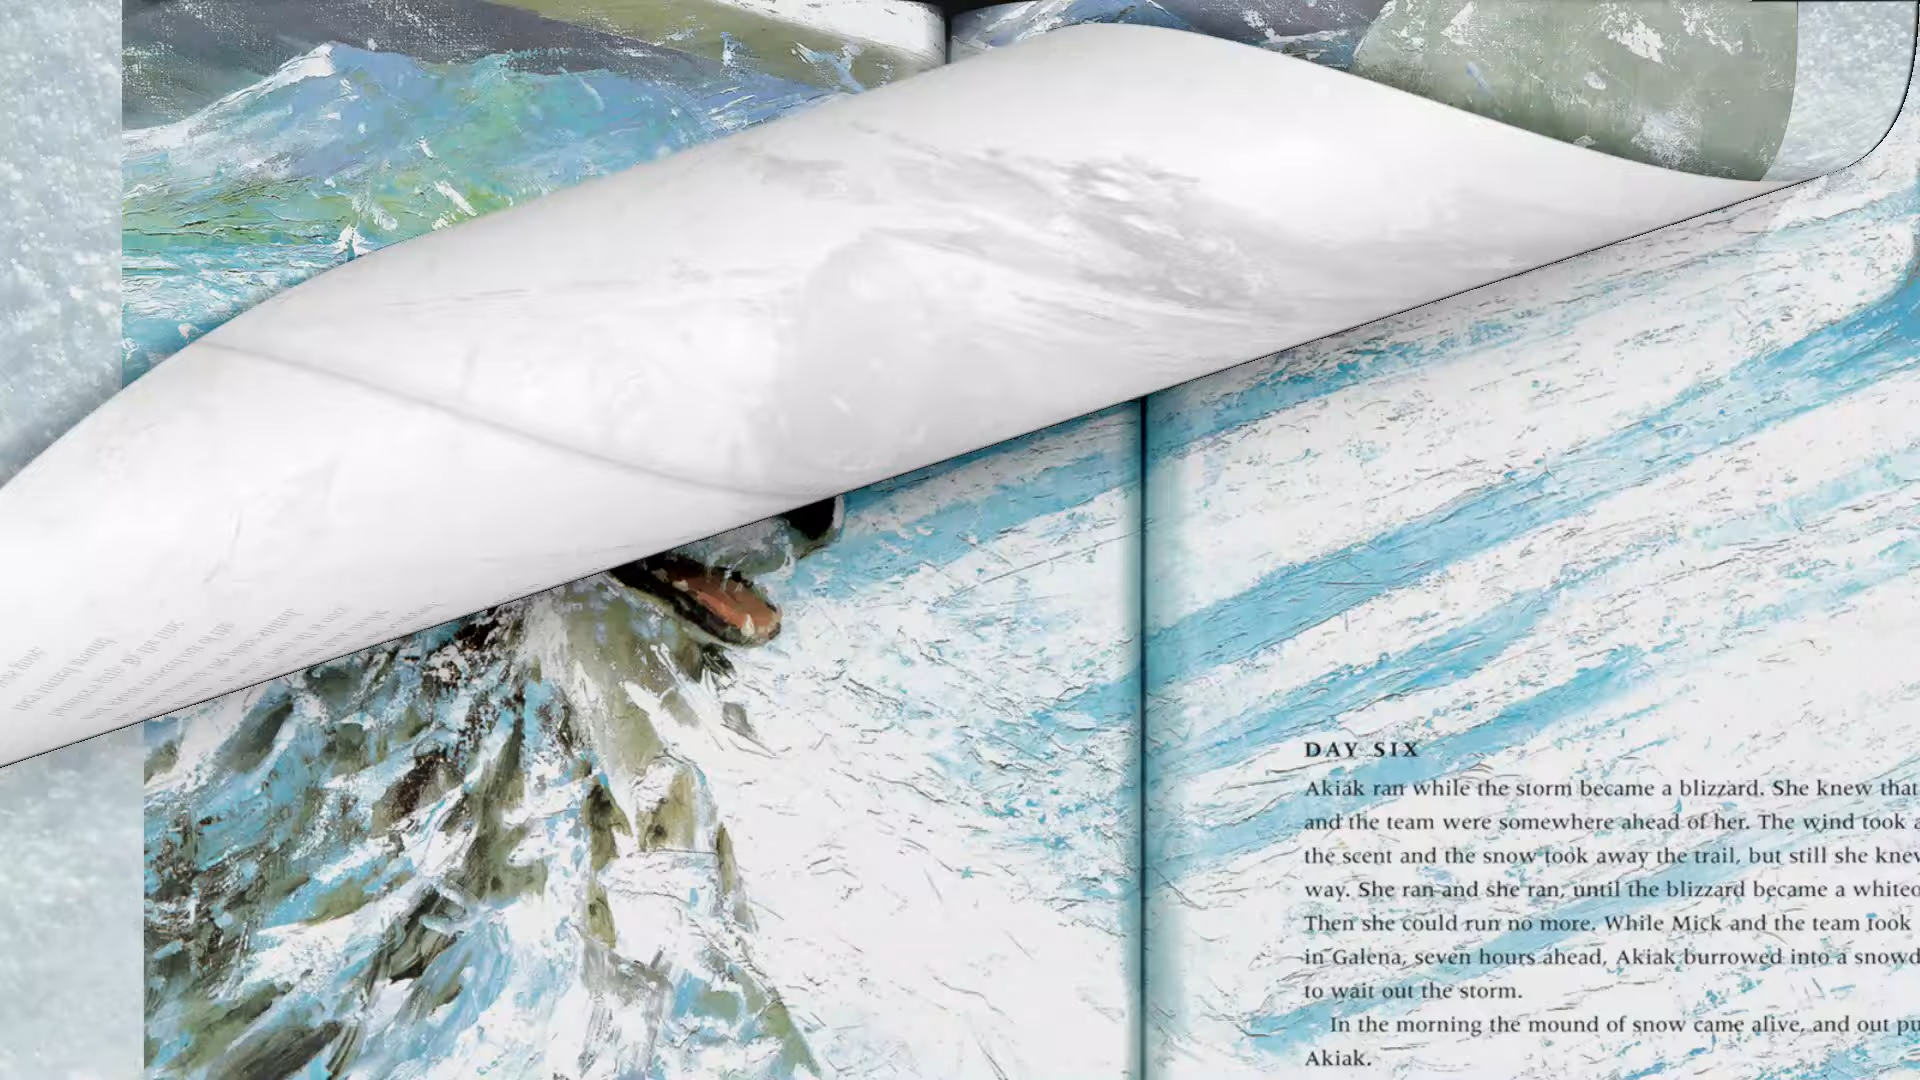 DAY SIX
Akiak ran while the storm became a blizzard. She knew that
and the team were somewhere ahead of her. The wind took
the scent and the snow took away the trail, but still she
way. She ran and she ran, until the blizzard became a
Then she could run no more. While Mick and the team took
in Galena, seven hours ahead, Akiak burrowed into a
to wait out the storm.
In the morning the mound of snow came alive, and out
Akiak.